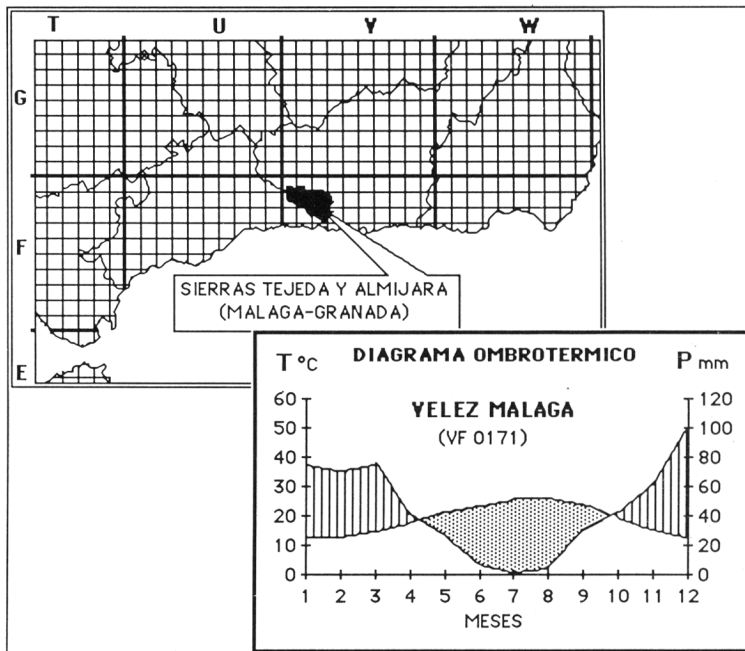 T U V W
G
F
E
SIERRAS TEJEDA Y ALMIJARA
(MALAGA-GRANADA)
T °C DIAGRAMA OMBROTERMICO P mm
VELEZ MALAGA
(VF 0171)
60 120
50 100
40 80
30 60
20 40
10 20
0 0
1 2 3 4 5 6 7 8 9 10 11 12
MESES